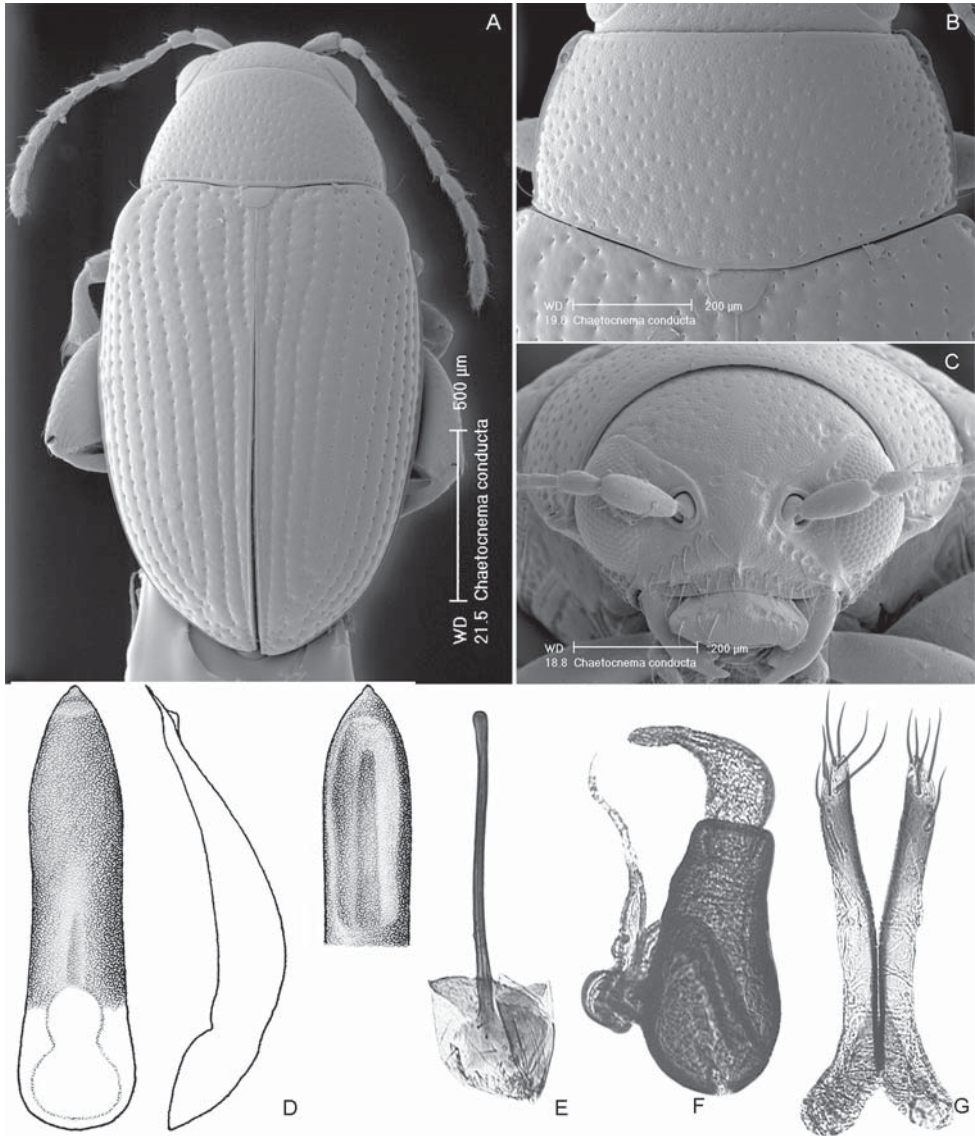 A
500 µm
WD
21.5 Chaetocnema conducta
B
WD 200 µm
19.8 Chaetocnema conducta
C
WD 200 µm
18.8 Chaetocnema conducta
D
E
F
G